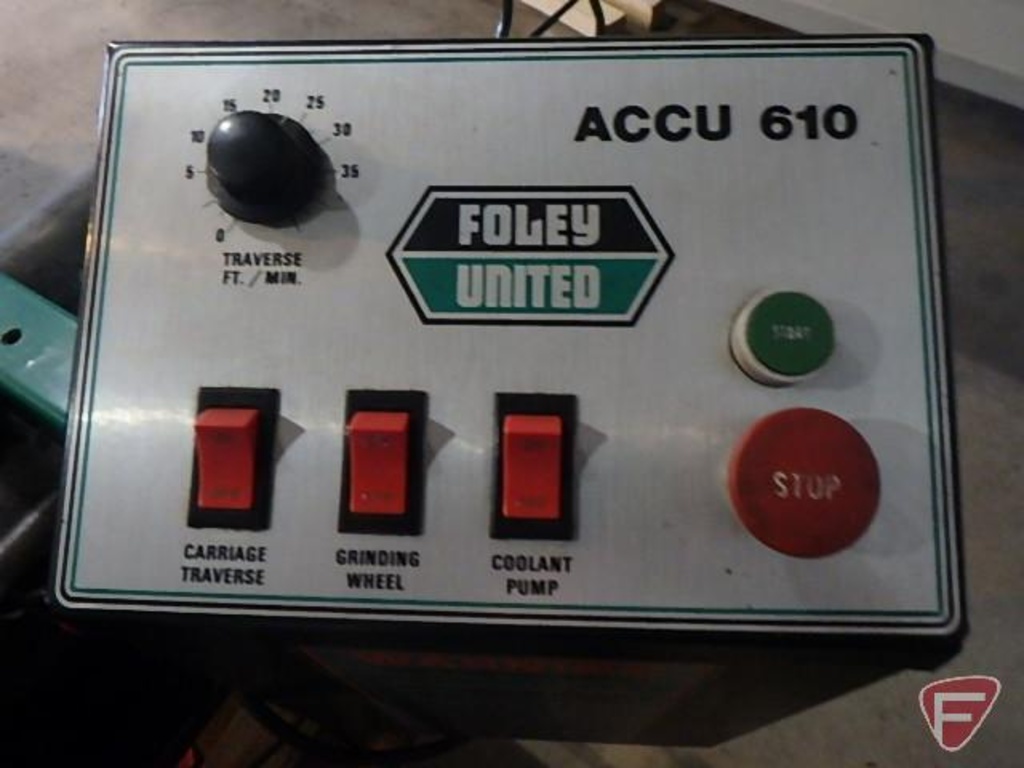 15 20 25
10 30
5 35
0
TRAVERSE
FT. / MIN.
ACCU 610
FOLEY
UNITED
START
STOP
CARRIAGE
TRAVERSE
GRINDING
WHEEL
COOLANT
PUMP
F